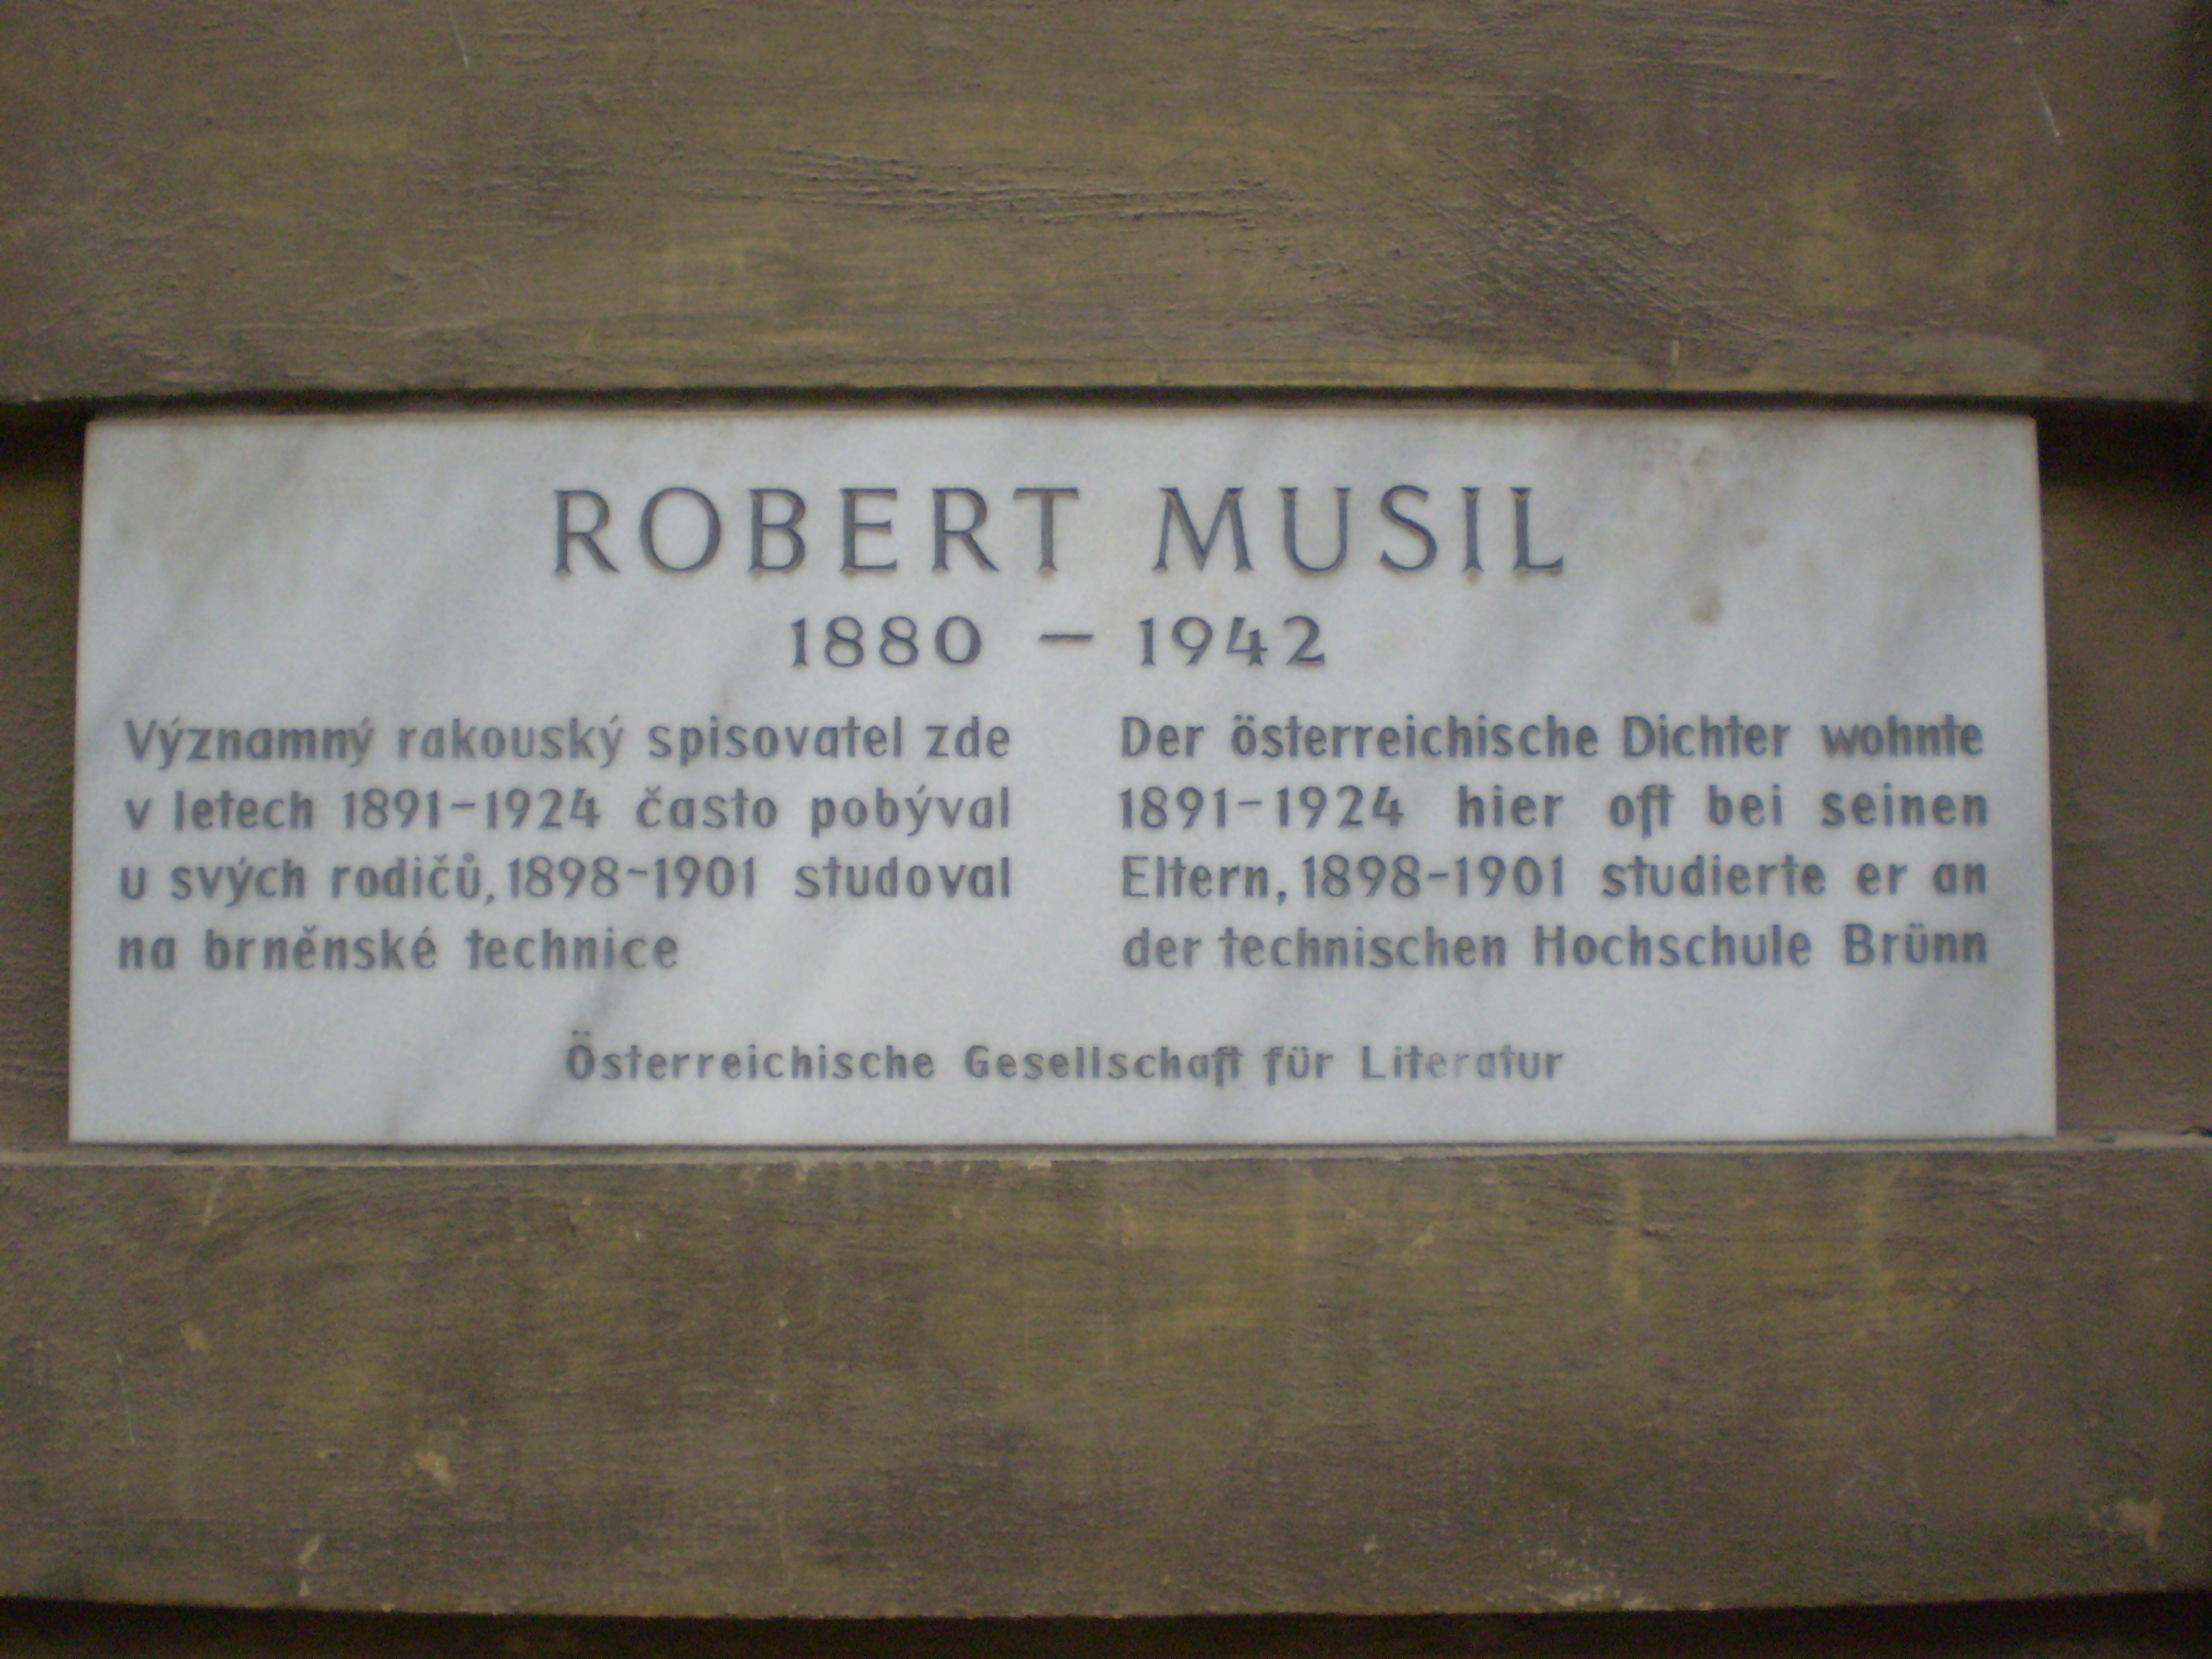 ROBERT MUSIL
1880 – 1942
Významný rakouský spisovatel zde
v letech 1891–1924 často pobýval
u svých rodičů, 1898–1901 studoval
na brněnské technice
Der österreichische Dichter wohnte
1891–1924 hier oft bei seinen
Eltern, 1898–1901 studierte er an
der technischen Hochschule Brünn
Österreichische Gesellschaft für Literatur